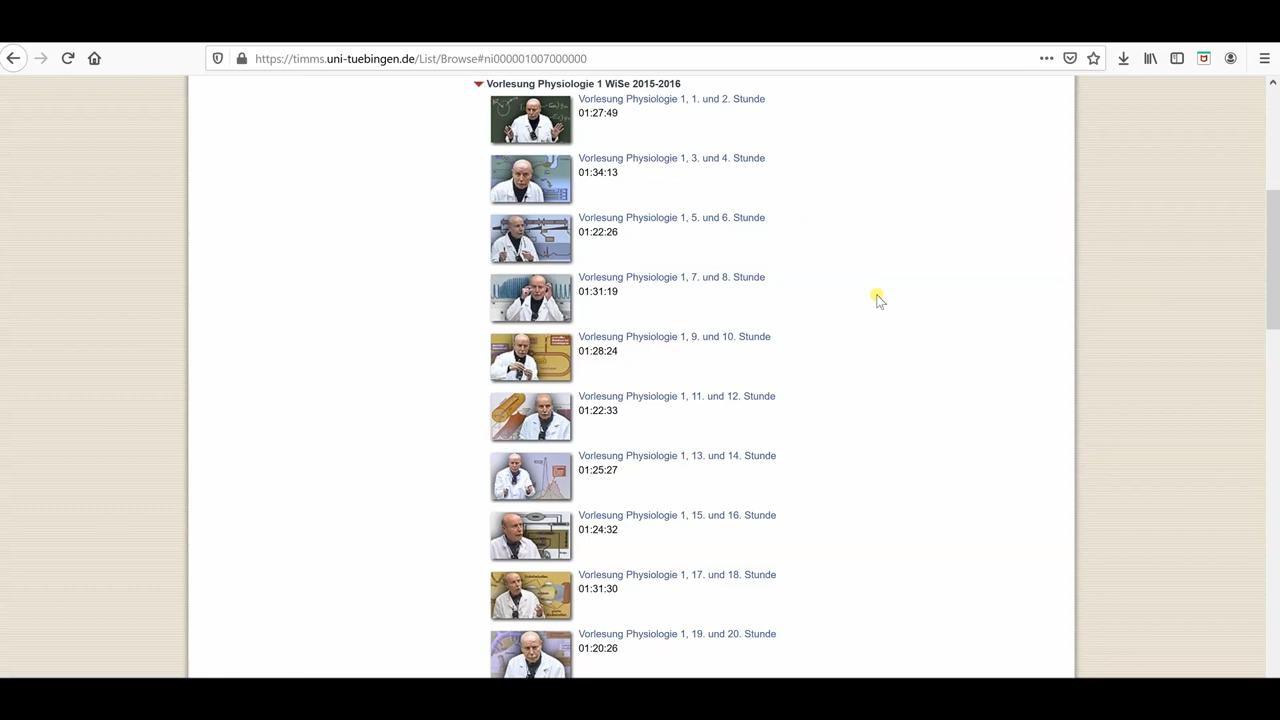 https://timms.uni-tuebingen.de/List/Browse#ni000001007000000
Vorlesung Physiologie 1 WiSe 2015-2016
Vorlesung Physiologie 1, 1. und 2. Stunde
01:27:49
Vorlesung Physiologie 1, 3. und 4. Stunde
01:34:13
Vorlesung Physiologie 1, 5. und 6. Stunde
01:22:26
Vorlesung Physiologie 1, 7. und 8. Stunde
01:31:19
Vorlesung Physiologie 1, 9. und 10. Stunde
01:28:24
Vorlesung Physiologie 1, 11. und 12. Stunde
01:22:33
Vorlesung Physiologie 1, 13. und 14. Stunde
01:25:27
Vorlesung Physiologie 1, 15. und 16. Stunde
01:24:32
Vorlesung Physiologie 1, 17. und 18. Stunde
01:31:30
Vorlesung Physiologie 1, 19. und 20. Stunde
01:20:26